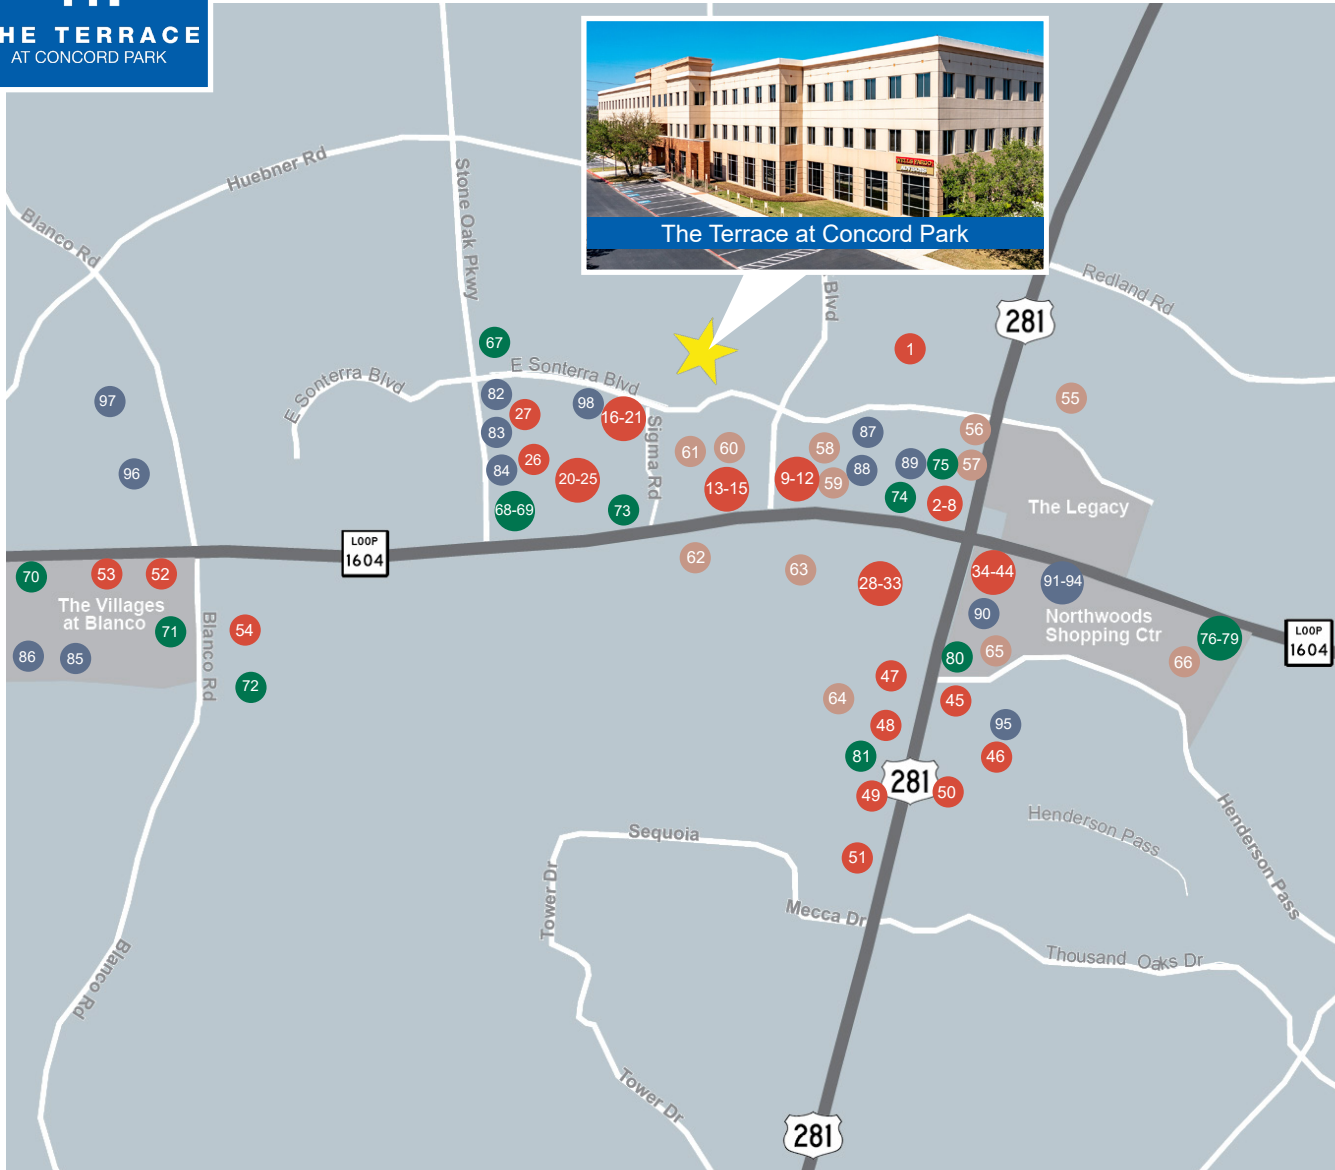 THE TERRACE
AT CONCORD PARK
WELLS FARGO
The Terrace at Concord Park
Huebner Rd
Blanco Rd
Stone Oak Pkwy
Blvd
Redland Rd
281
1
67
E Sonterra Blvd
E Sonterra Blvd
55
97
82
27
98
16-21
Sigma Rd
83
61
60
58
87
56
96
84
26
20-25
13-15
9-12
59
88
89
75
57
68-69
73
74
2-8
The Legacy
LOOP
1604
62
63
28-33
34-44
91-94
70
53
52
The Villages
at Blanco
71
54
Blanco Rd
90
Northwoods
Shopping Ctr
76-79
LOOP
1604
86
85
72
80
65
66
47
64
45
48
95
81
46
281
49
50
Henderson Pass
Henderson Pass
Sequoia
51
Tower Dr
Mecca Dr
Thousand Oaks Dr
Blanco Rd
Tower Dr
281